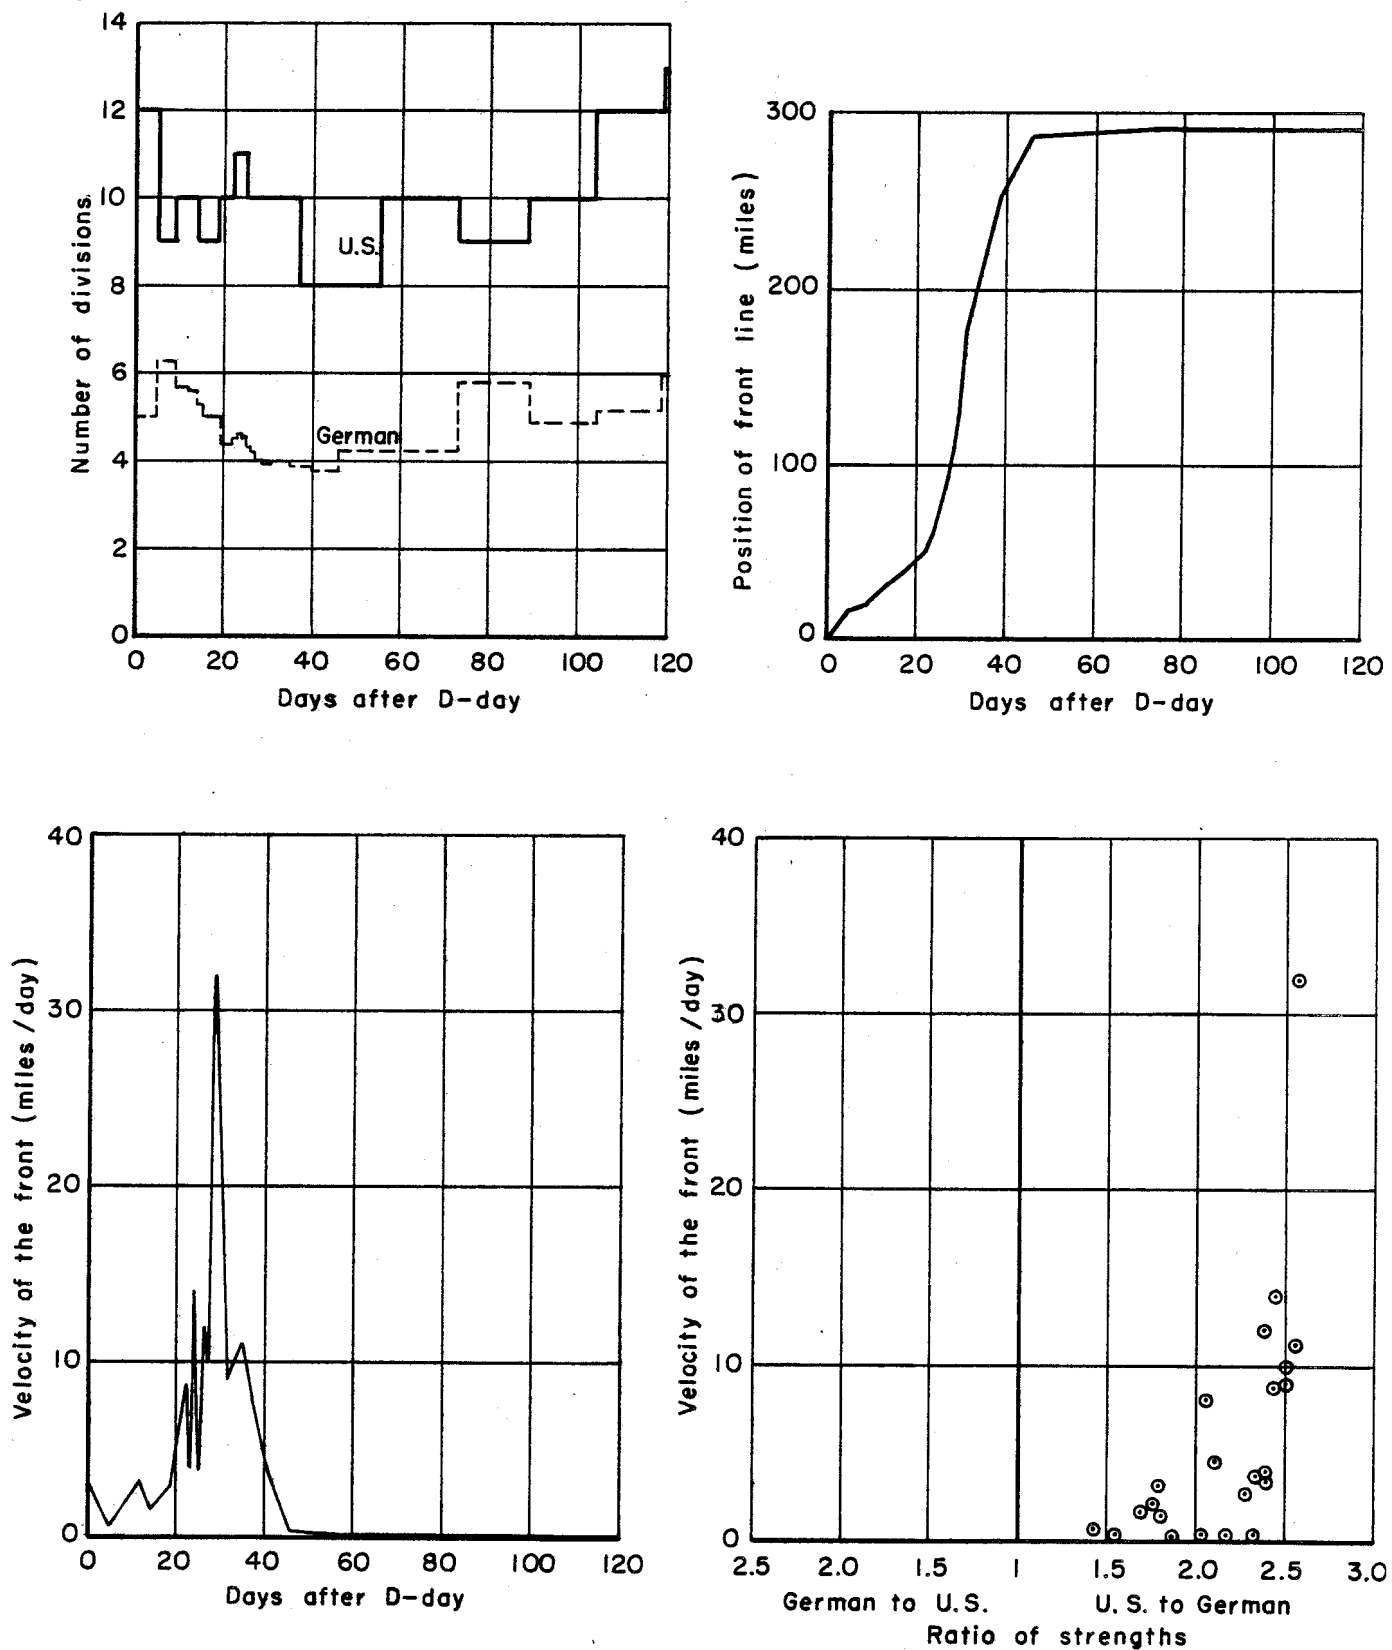 14
12
10
8
6
4
2
0
Number of divisions.
U.S.
German
0 20 40 60 80 100 120
Days after D-day
300
200
100
0
Position of front line (miles)
0 20 40 60 80 100 120
Days after D-day
40
30
20
10
0
Velocity of the front (miles/day)
0 20 40 60 80 100 120
Days after D-day
40
30
20
10
0
Velocity of the front (miles/day)
2.5 2.0 1.5 1 1.5 2.0 2.5 3.0
German to U.S. U.S. to German
Ratio of strengths